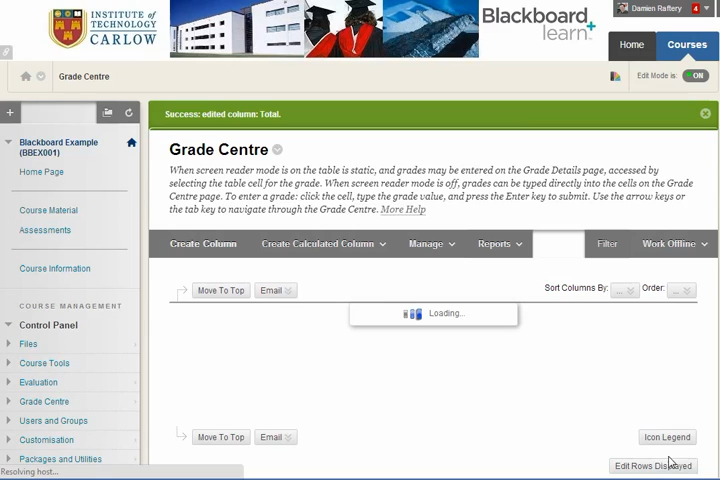 INSTITUTE of
TECHNOLOGY
CARLOW
Blackboard
learn+
Damien Raftery
4
Home
Courses
Grade Centre
Edit Mode is:
ON
Success: edited column: Total.
Blackboard Example
(BBEX001)
Home Page
Course Material
Assessments
Course Information
COURSE MANAGEMENT
Control Panel
Files
Course Tools
Evaluation
Grade Centre
Users and Groups
Customisation
Packages and Utilities
Resolving host...
Grade Centre
When screen reader mode is on the table is static, and grades may be entered on the Grade Details page, accessed by
selecting the table cell for the grade. When screen reader mode is off, grades can be typed directly into the cells on the Grade
Centre page. To enter a grade: click the cell, type the grade value, and press the Enter key to submit. Use the arrow keys or
the tab key to navigate through the Grade Centre. More Help
Create Column
Create Calculated Column
Manage
Reports
Filter
Work Offline
Move To Top
Email
Sort Columns By:
...
Order:
...
Loading...
Move To Top
Email
Icon Legend
Edit Rows Displayed